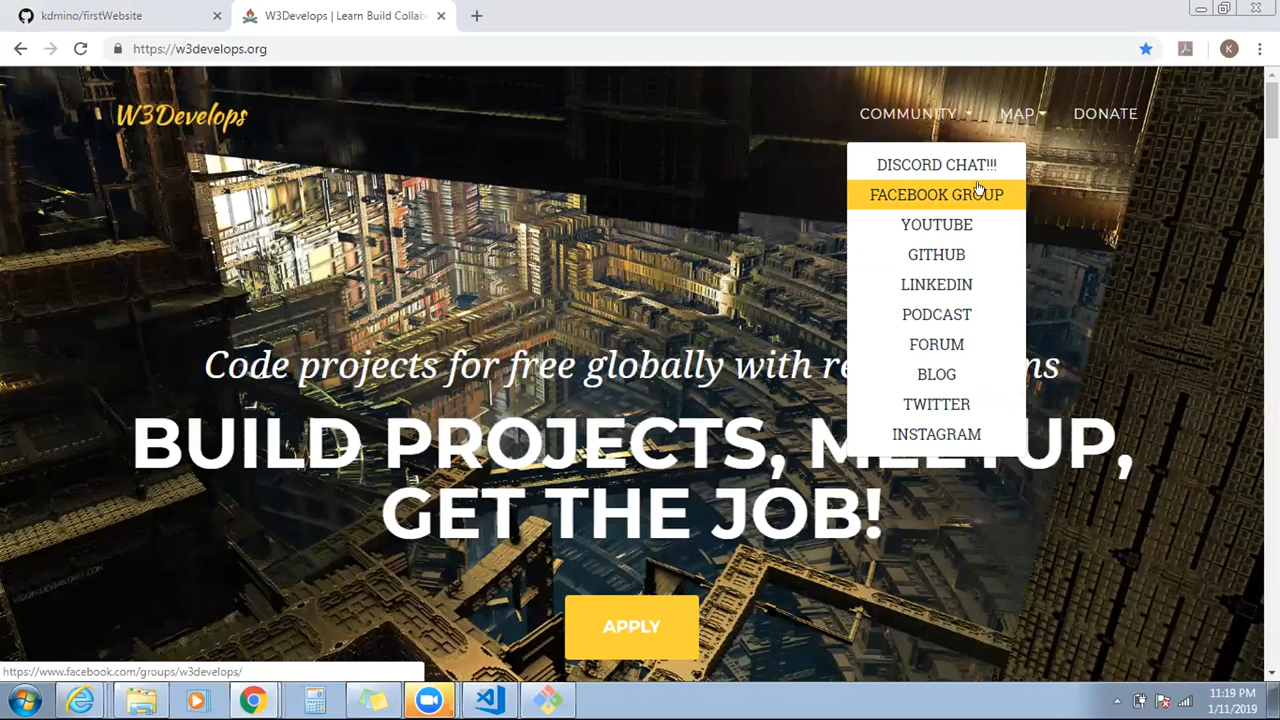 kdmino/firstWebsite
W3Develops | Learn Build Collab
https://w3develops.org
K
W3Develops
COMMUNITY
MAP
DONATE
DISCORD CHAT!!!
FACEBOOK GROUP
YOUTUBE
GITHUB
LINKEDIN
PODCAST
FORUM
BLOG
TWITTER
INSTAGRAM
Code projects for free globally with re ns
BUILD PROJECTS, MEETUP,
GET THE JOB!
APPLY
https://www.facebook.com/groups/w3develops/
11:19 PM
1/11/2019